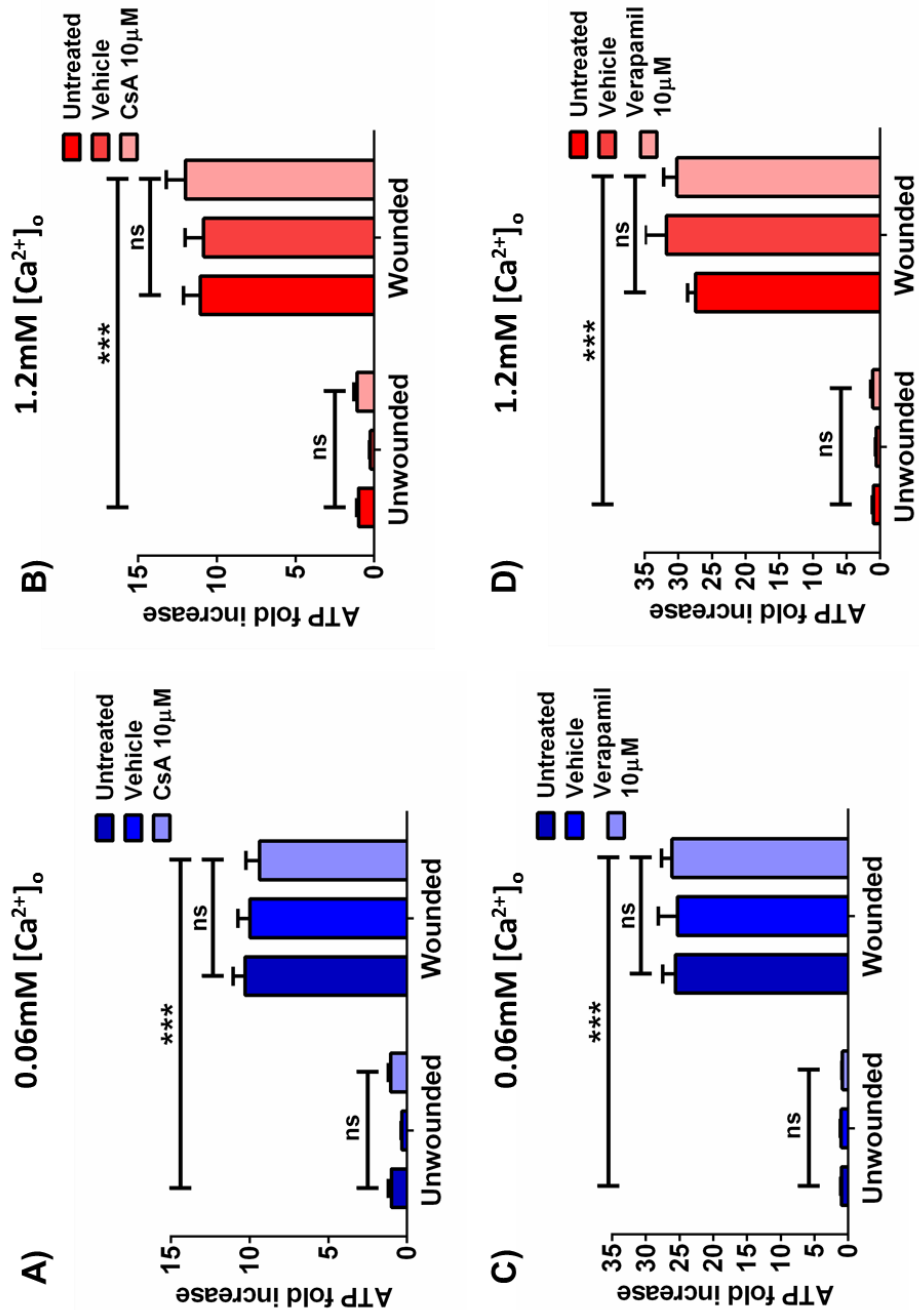 A)
0.06mM [Ca²⁺]ₒ
Untreated
Vehicle
CsA 10μM
ATP fold increase
15
10
5
0
ns
***
ns
Unwounded
Wounded
B)
1.2mM [Ca²⁺]ₒ
Untreated
Vehicle
CsA 10μM
ATP fold increase
15
10
5
0
ns
***
ns
Unwounded
Wounded
C)
0.06mM [Ca²⁺]ₒ
Untreated
Vehicle
Verapamil
10μM
ATP fold increase
35
30
25
20
15
10
5
0
ns
***
ns
Unwounded
Wounded
D)
1.2mM [Ca²⁺]ₒ
Untreated
Vehicle
Verapamil
10μM
ATP fold increase
35
30
25
20
15
10
5
0
ns
***
ns
Unwounded
Wounded